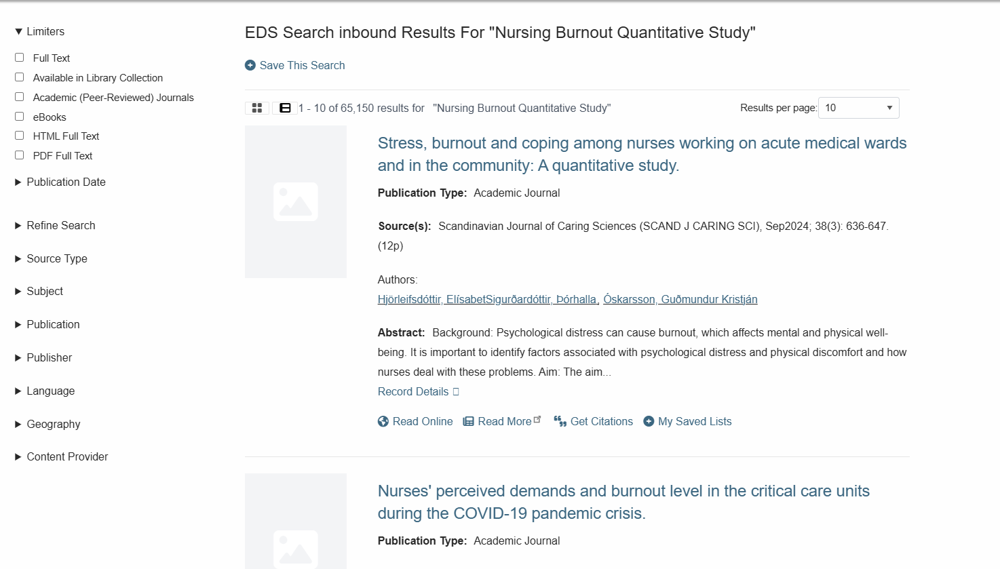 Limiters
Full Text
Available in Library Collection
Academic (Peer-Reviewed) Journals
eBooks
HTML Full Text
PDF Full Text
Publication Date
Refine Search
Source Type
Subject
Publication
Publisher
Language
Geography
Content Provider
EDS Search inbound Results For "Nursing Burnout Quantitative Study"
Save This Search
1 - 10 of 65,150 results for "Nursing Burnout Quantitative Study"
Results per page: 10
Stress, burnout and coping among nurses working on acute medical wards
and in the community: A quantitative study.
Publication Type: Academic Journal
Source(s): Scandinavian Journal of Caring Sciences (SCAND J CARING SCI), Sep2024; 38(3): 636-647.
(12p)
Authors:
Hjörleifsdóttir, ElísabetSigurðardóttir, Þórhalla, Óskarsson, Guðmundur Kristján
Abstract: Background: Psychological distress can cause burnout, which affects mental and physical well-
being. It is important to identify factors associated with psychological distress and physical discomfort and how
nurses deal with these problems. Aim: The aim...
Record Details
Read Online Read More Get Citations My Saved Lists
Nurses' perceived demands and burnout level in the critical care units
during the COVID-19 pandemic crisis.
Publication Type: Academic Journal